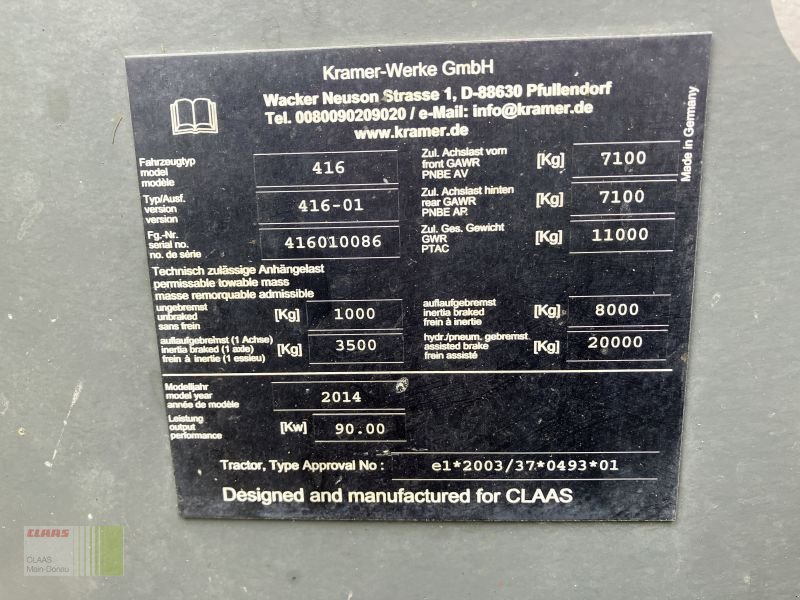 Kramer-Werke GmbH
Wacker Neuson Strasse 1, D-88630 Pfullendorf
Tel. 0080090209020 / e-Mail: info@kramer.de
www.kramer.de
Made in Germany
Fahrzeugtyp
model
modèle
416
Zul. Achslast vorn
front GAWR
PNBE AV
[Kg]
7100
Typ/Ausf.
version
version
416-01
Zul. Achslast hinten
rear GAWR
PNBE AR
[Kg]
7100
Fg.-Nr.
serial no.
no. de série
416010086
Zul. Ges. Gewicht
GWR
PTAC
[Kg]
11000
Technisch zulässige Anhängelast
permissable towable mass
masse remorquable admissible
ungebremst
unbraked
sans frein
[Kg]
1000
auflaufgebremst
inertia braked
frein à inertie
[Kg]
8000
auflaufgebremst (1 Achse)
inertia braked (1 axle)
frein à inertie (1 essieu)
[Kg]
3500
hydr./pneum. gebremst
assisted brake
frein assisté
[Kg]
20000
Modelljahr
model year
année de modèle
2014
Leistung
output
performance
[Kw]
90.00
Tractor, Type Approval No :
e1*2003/37*0493*01
Designed and manufactured for CLAAS
CLAAS
CLAAS
Main-Donau